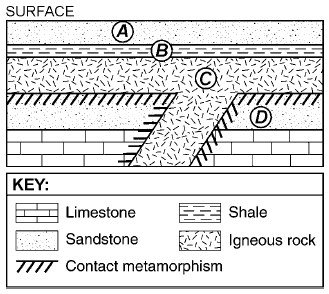 SURFACE
A
B
C
D
KEY:
Limestone Shale
Sandstone Igneous rock
Contact metamorphism